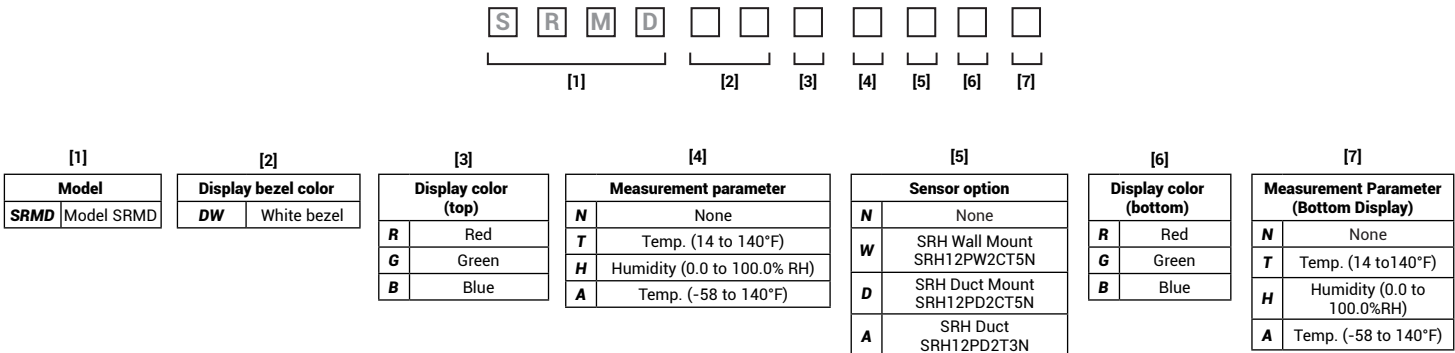 S R M D
[1] [2] [3] [4] [5] [6] [7]
[1]
Model
SRMD Model SRMD
[2]
Display bezel color
DW White bezel
[3]
Display color
(top)
R Red
G Green
B Blue
[4]
Measurement parameter
N None
T Temp. (14 to 140°F)
H Humidity (0.0 to 100.0% RH)
A Temp. (-58 to 140°F)
[5]
Sensor option
N None
W SRH Wall Mount
SRH12PW2CT5N
D SRH Duct Mount
SRH12PD2CT5N
A SRH Duct
SRH12PD2T3N
[6]
Display color
(bottom)
R Red
G Green
B Blue
[7]
Measurement Parameter
(Bottom Display)
N None
T Temp. (14 to140°F)
H Humidity (0.0 to
100.0%RH)
A Temp. (-58 to 140°F)